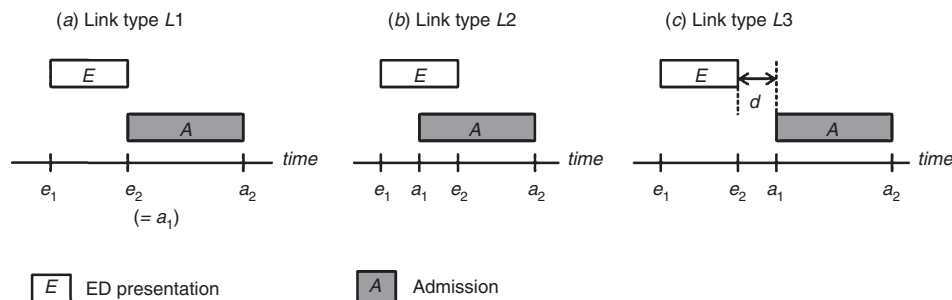 (a) Link type L1
(b) Link type L2
(c) Link type L3
E
E
E
d
A
A
A
time
time
time
e1 e2 a2
(= a1)
e1 a1 e2 a2
e1 e2 a1 a2
E ED presentation
A Admission